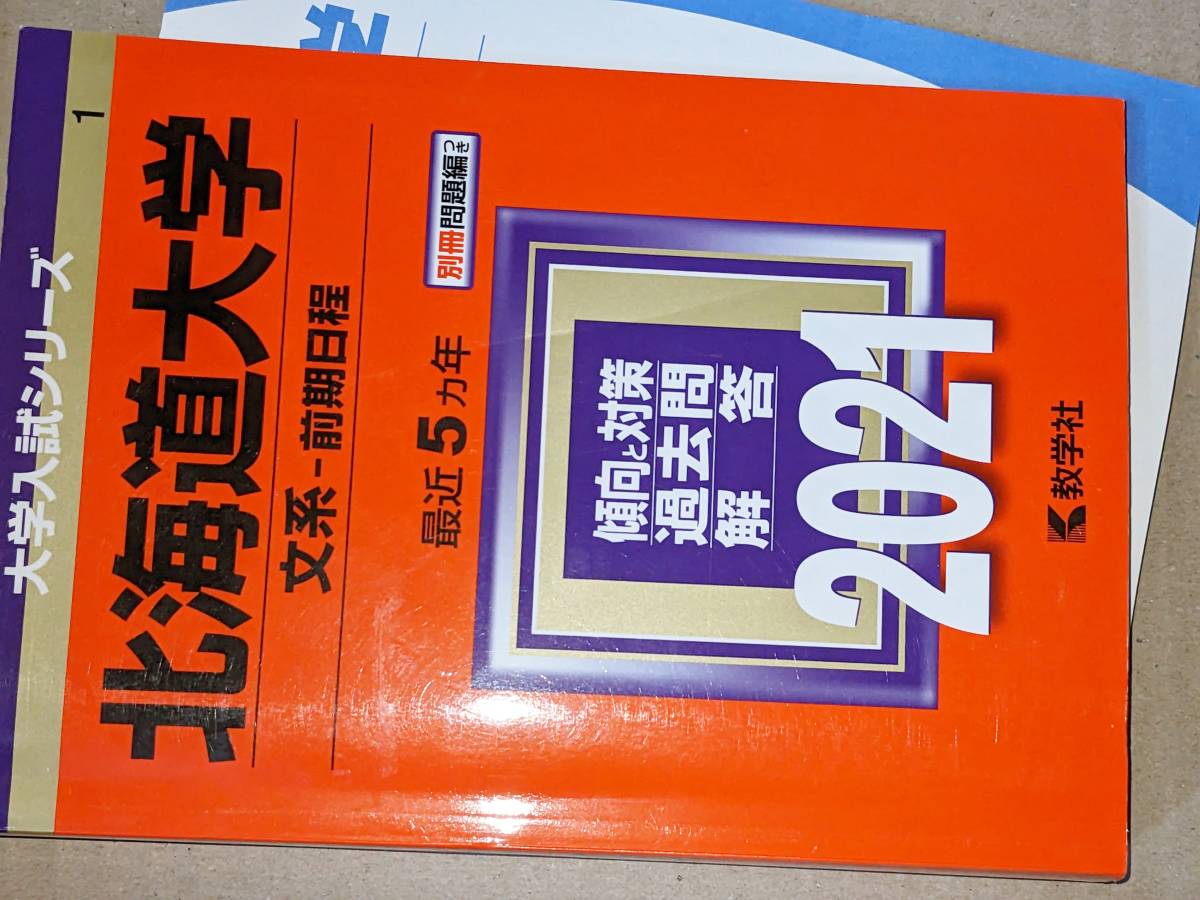 大学入試シリーズ
1
北海道大学
文系－前期日程
最近5ヵ年
別冊問題編つき
傾向と対策
過去問
解答
2021
教学社